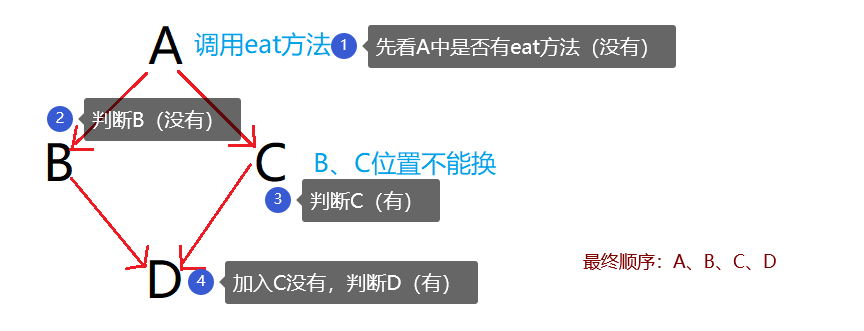 A 调用eat方法 1 先看A中是否有eat方法（没有）
2 判断B（没有）
B C B、C位置不能换
3 判断C（有）
D 4 加入C没有，判断D（有）
最终顺序：A、B、C、D